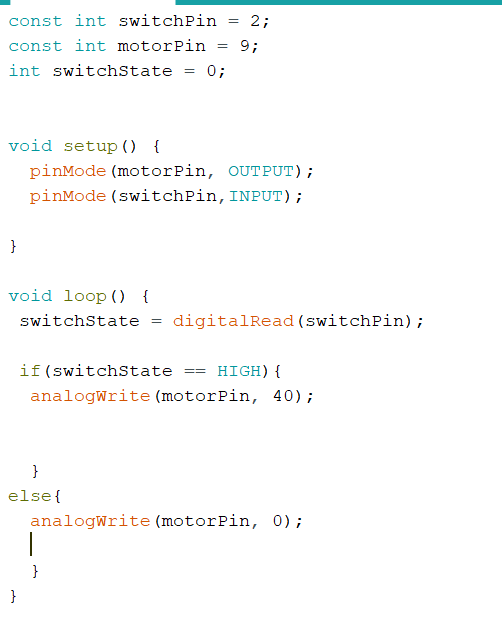 const int switchPin = 2;
const int motorPin = 9;
int switchState = 0;
void setup() {
pinMode(motorPin, OUTPUT);
pinMode(switchPin,INPUT);
}
void loop() {
switchState = digitalRead(switchPin);
if(switchState == HIGH){
analogWrite(motorPin, 40);
}
else{
analogWrite(motorPin, 0);
}
}